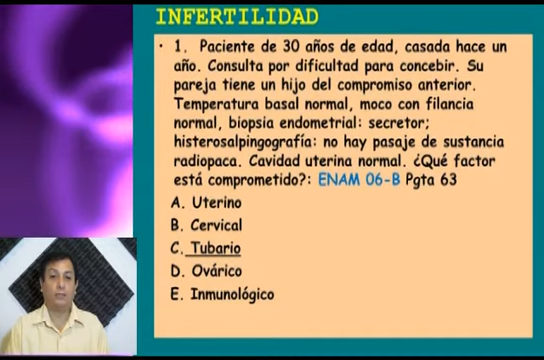 INFERTILIDAD
• 1. Paciente de 30 años de edad, casada hace un
año. Consulta por dificultad para concebir. Su
pareja tiene un hijo del compromiso anterior.
Temperatura basal normal, moco con filancia
normal, biopsia endometrial: secretor;
histerosalpingografía: no hay pasaje de sustancia
radiopaca. Cavidad uterina normal. ¿Qué factor
está comprometido?: ENAM 06-B Pgta 63
A. Uterino
B. Cervical
C. Tubario
D. Ovárico
E. Inmunológico